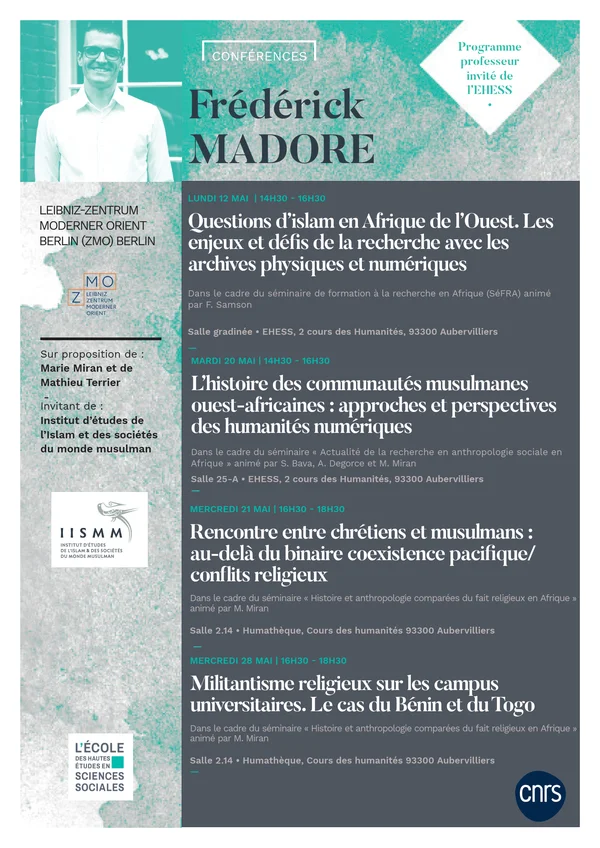 CONFÉRENCES
Programme
professeur
invité de
l'EHESS
•
Frédérick
MADORE
LEIBNIZ-ZENTRUM
MODERNER ORIENT
BERLIN (ZMO) BERLIN
Z M O
LEIBNIZ
ZENTRUM
MODERNER
ORIENT
Sur proposition de :
Marie Miran et de
Mathieu Terrier
-
Invitant de :
Institut d'études de
l'Islam et des sociétés
du monde musulman
IISMM
INSTITUT D'ÉTUDES
DE L'ISLAM & DES SOCIÉTÉS
DU MONDE MUSULMAN
L'ÉCOLE
DES HAUTES
ÉTUDES EN
SCIENCES
SOCIALES
LUNDI 12 MAI | 14H30 - 16H30
Questions d'islam en Afrique de l'Ouest. Les
enjeux et défis de la recherche avec les
archives physiques et numériques
Dans le cadre du séminaire de formation à la recherche en Afrique (SéFRA) animé
par F. Samson
Salle gradinée • EHESS, 2 cours des Humanités, 93300 Aubervilliers
—
MARDI 20 MAI | 14H30 - 16H30
L'histoire des communautés musulmanes
ouest-africaines : approches et perspectives
des humanités numériques
Dans le cadre du séminaire « Actualité de la recherche en anthropologie sociale en
Afrique » animé par S. Bava, A. Degorce et M. Miran
Salle 25-A • EHESS, 2 cours des Humanités, 93300 Aubervilliers
—
MERCREDI 21 MAI | 16H30 - 18H30
Rencontre entre chrétiens et musulmans :
au-delà du binaire coexistence pacifique/
conflits religieux
Dans le cadre du séminaire « Histoire et anthropologie comparées du fait religieux en Afrique »
animé par M. Miran
Salle 2.14 • Humathèque, Cours des humanités 93300 Aubervilliers
—
MERCREDI 28 MAI | 16H30 - 18H30
Militantisme religieux sur les campus
universitaires. Le cas du Bénin et du Togo
Dans le cadre du séminaire « Histoire et anthropologie comparées du fait religieux en Afrique »
animé par M. Miran
Salle 2.14 • Humathèque, Cours des humanités 93300 Aubervilliers
—
cnrs